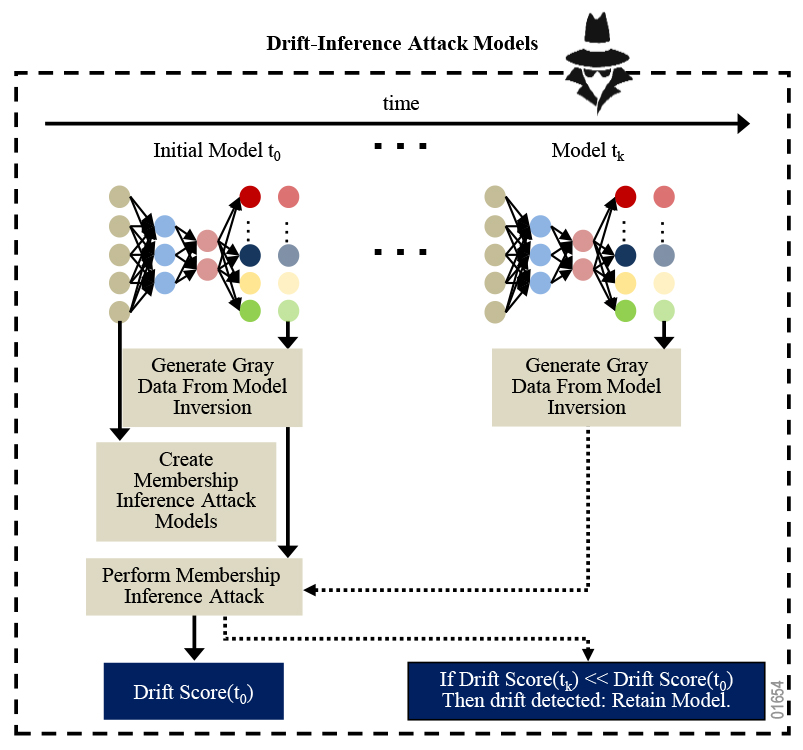 Drift-Inference Attack Models
time
Initial Model t0
Model tk
Generate Gray
Data From Model
Inversion
Generate Gray
Data From Model
Inversion
Create
Membership
Inference Attack
Models
Perform Membership
Inference Attack
Drift Score(t0)
If Drift Score(tk) << Drift Score(t0)
Then drift detected: Retain Model.
01654